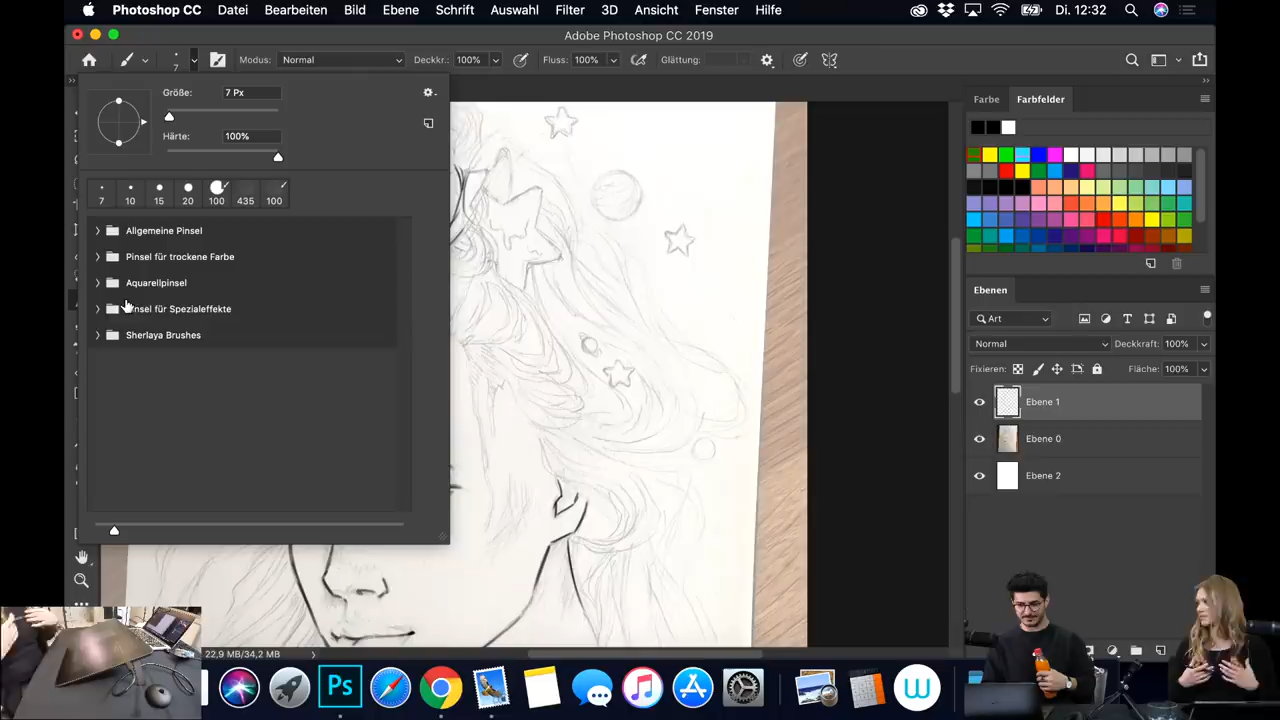 Photoshop CC Datei Bearbeiten Bild Ebene Schrift Auswahl Filter 3D Ansicht Fenster Hilfe Di. 12:32
Adobe Photoshop CC 2019
7 Modus: Normal Deckkr.: 100% Fluss: 100% Glättung:
Größe: 7 Px
Härte: 100%
7 10 15 20 100 435 100
Allgemeine Pinsel
Pinsel für trockene Farbe
Aquarellpinsel
insel für Spezialeffekte
Sherlaya Brushes
Farbe Farbfelder
Ebenen
Art
Normal Deckkraft: 100%
Fixieren: Fläche: 100%
Ebene 1
Ebene 0
Ebene 2
22,9 MB/34,2 MB
Ps
W